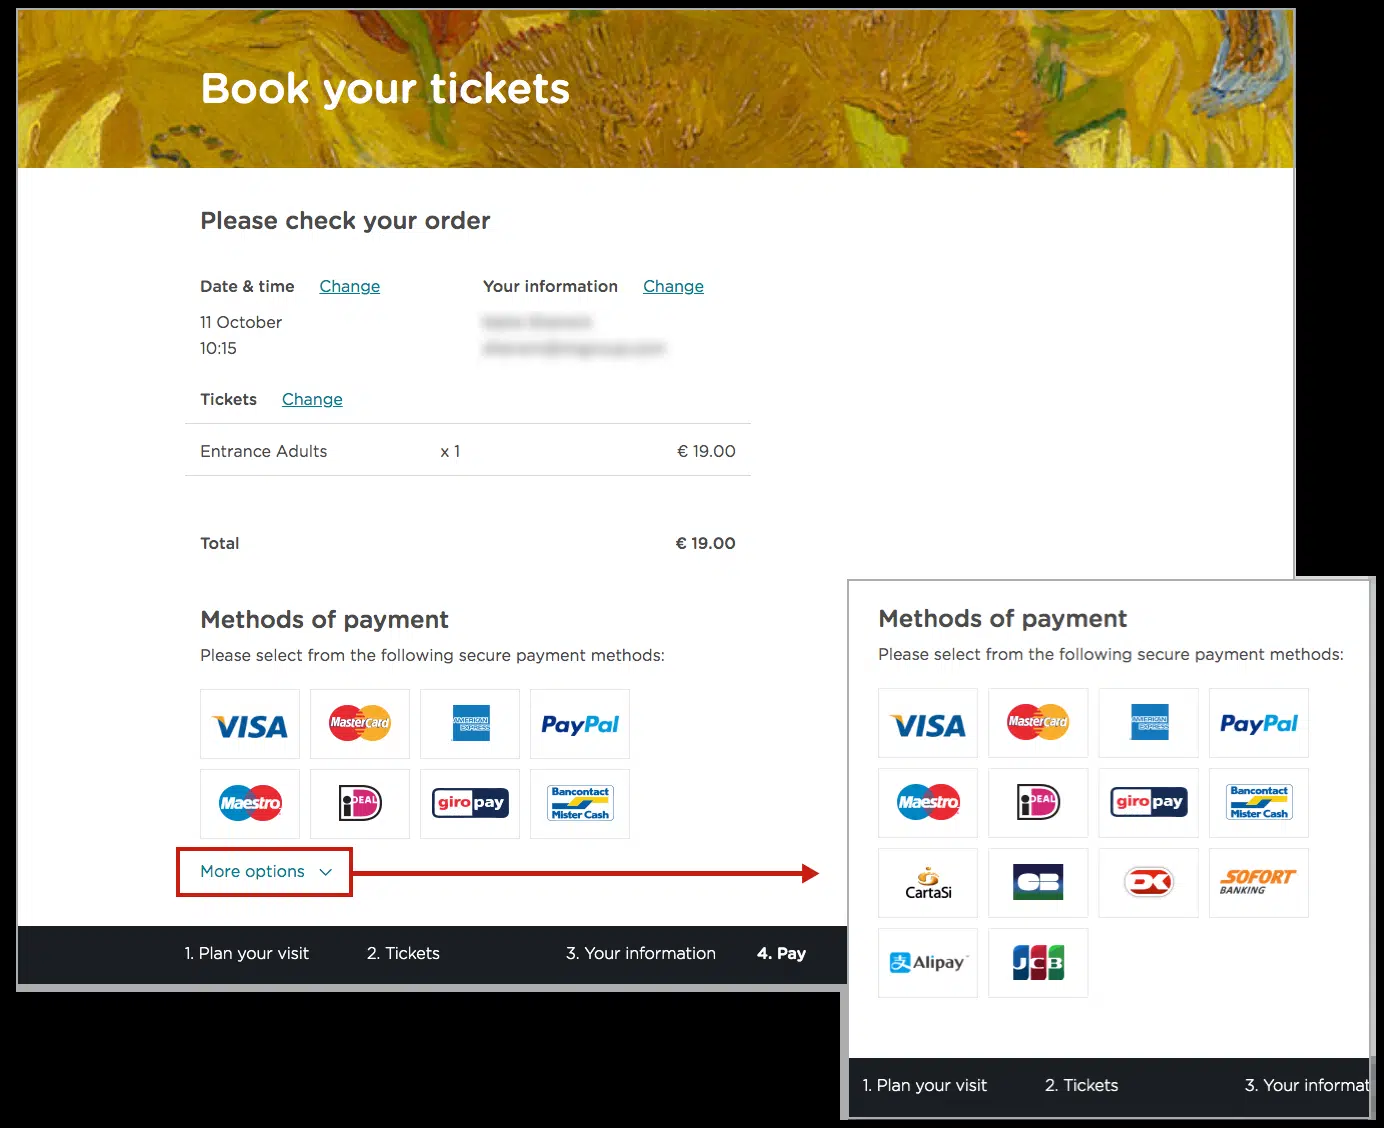 Book your tickets
Please check your order
Date & time Change
11 October
10:15
Your information Change
Tickets Change
Entrance Adults x 1 € 19.00
Total € 19.00
Methods of payment
Please select from the following secure payment methods:
VISA MasterCard AMERICAN EXPRESS PayPal
Maestro iDEAL giropay Bancontact Mister Cash
More options
1. Plan your visit 2. Tickets 3. Your information 4. Pay
Methods of payment
Please select from the following secure payment methods:
VISA MasterCard AMERICAN EXPRESS PayPal
Maestro iDEAL giropay Bancontact Mister Cash
CartaSi CB DK SOFORT BANKING
支 Alipay JCB
1. Plan your visit 2. Tickets 3. Your informat